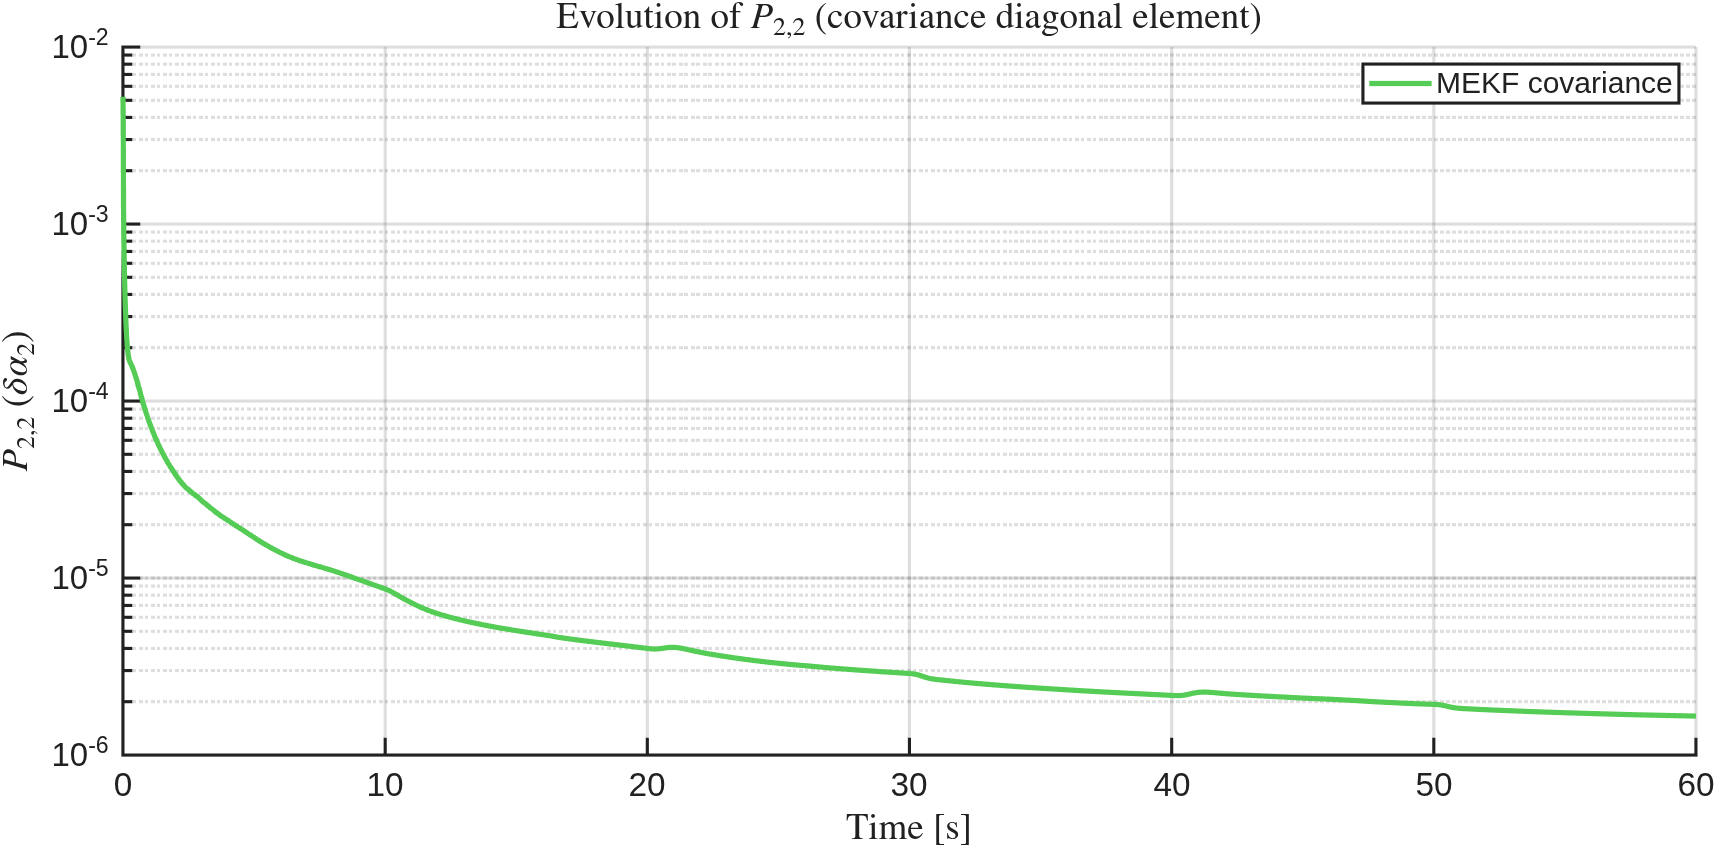 Evolution of P2,2 (covariance diagonal element)
MEKF covariance
10-2
10-3
10-4
10-5
10-6
P2,2 (δα2)
0 10 20 30 40 50 60
Time [s]